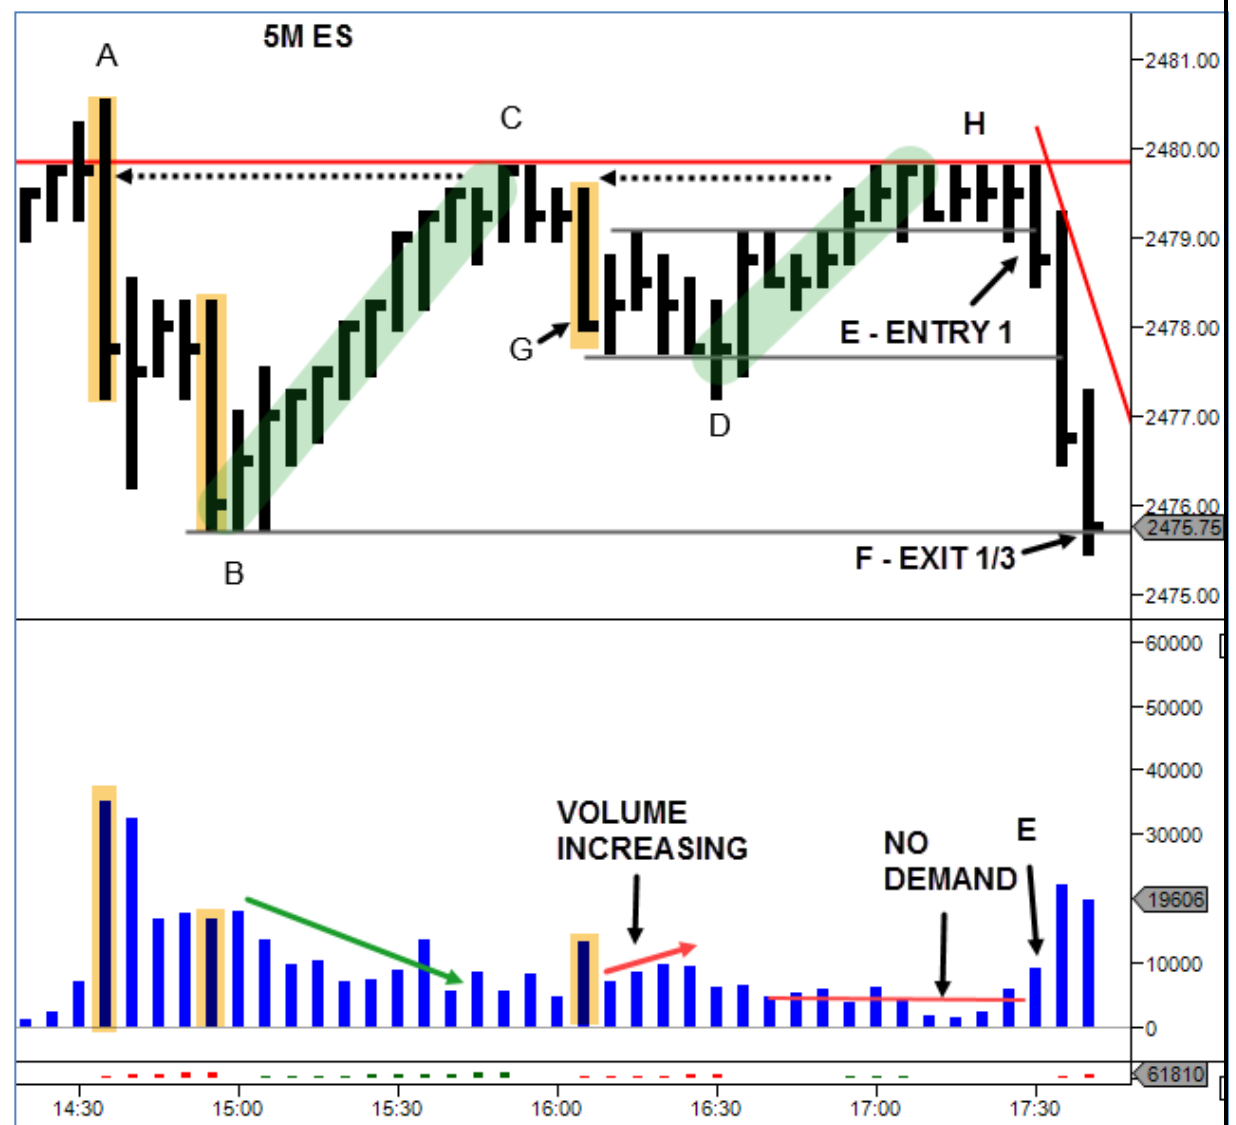 5M ES
A
C
H
2481.00
2480.00
2479.00
2478.00
2477.00
2476.00
2475.75
2475.00
G
E - ENTRY 1
D
B
F - EXIT 1/3
60000
50000
40000
30000
19606
10000
0
VOLUME
INCREASING
NO
DEMAND
E
61810
14:30 15:00 15:30 16:00 16:30 17:00 17:30